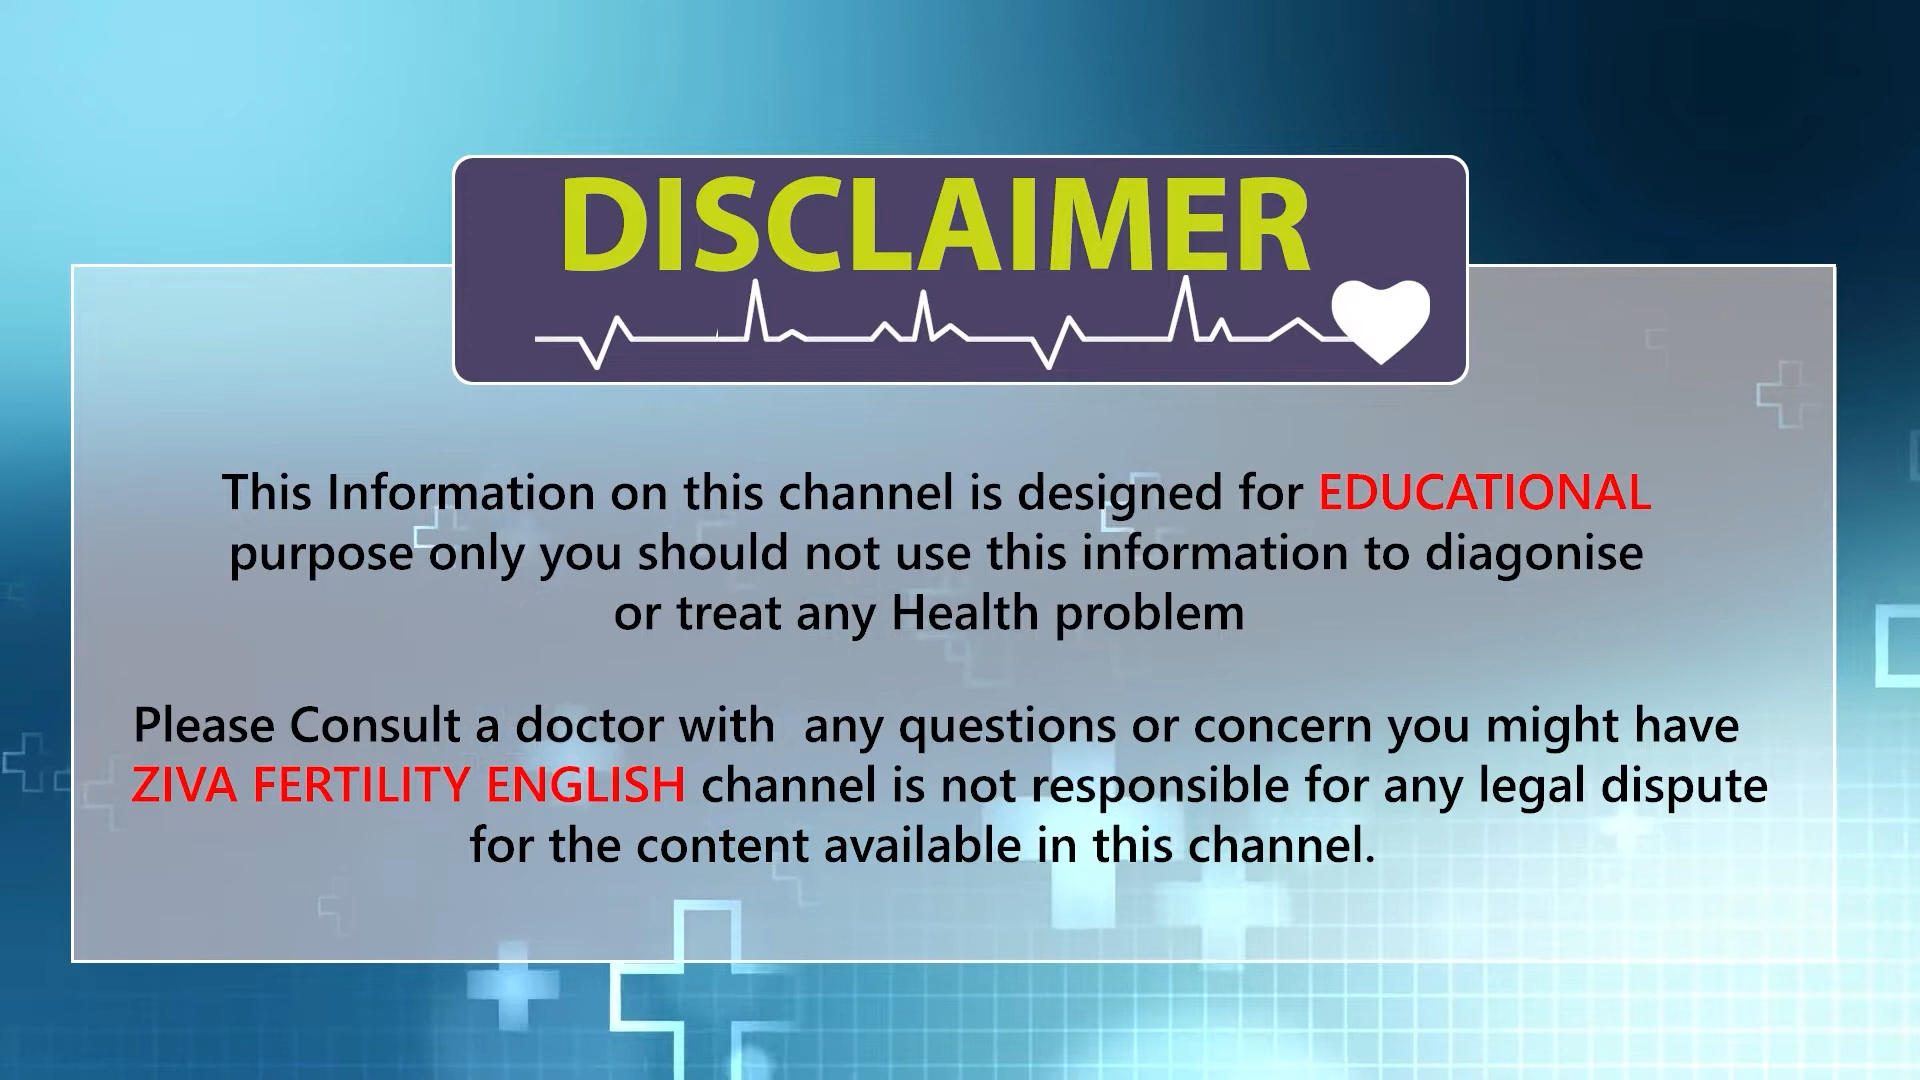 DISCLAIMER
This Information on this channel is designed for EDUCATIONAL
purpose only you should not use this information to diagonise
or treat any Health problem
Please Consult a doctor with  any questions or concern you might have
ZIVA FERTILITY ENGLISH channel is not responsible for any legal dispute
for the content available in this channel.